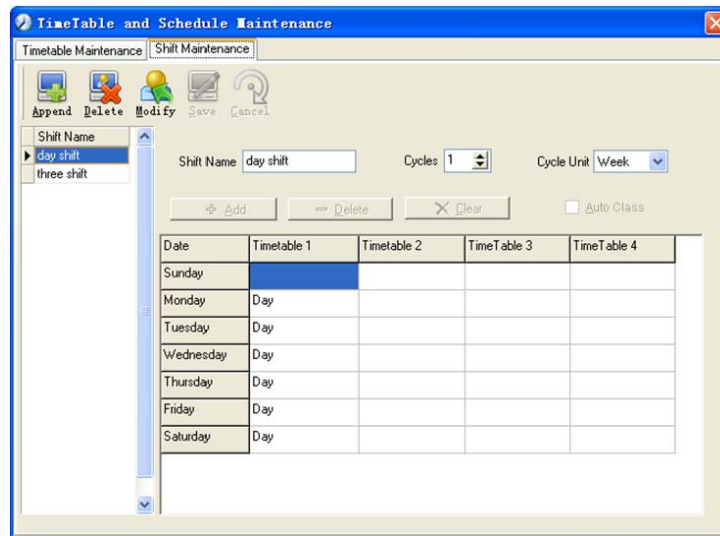 TimeTable and Schedule Maintenance
Timetable Maintenance Shift Maintenance
Append Delete Modify Save Cancel
Shift Name
day shift
three shift
Shift Name day shift Cycles 1 Cycle Unit Week
Add Delete Clear Auto Class
Date Timetable 1 Timetable 2 TimeTable 3 TimeTable 4
Sunday
Monday Day
Tuesday Day
Wednesday Day
Thursday Day
Friday Day
Saturday Day